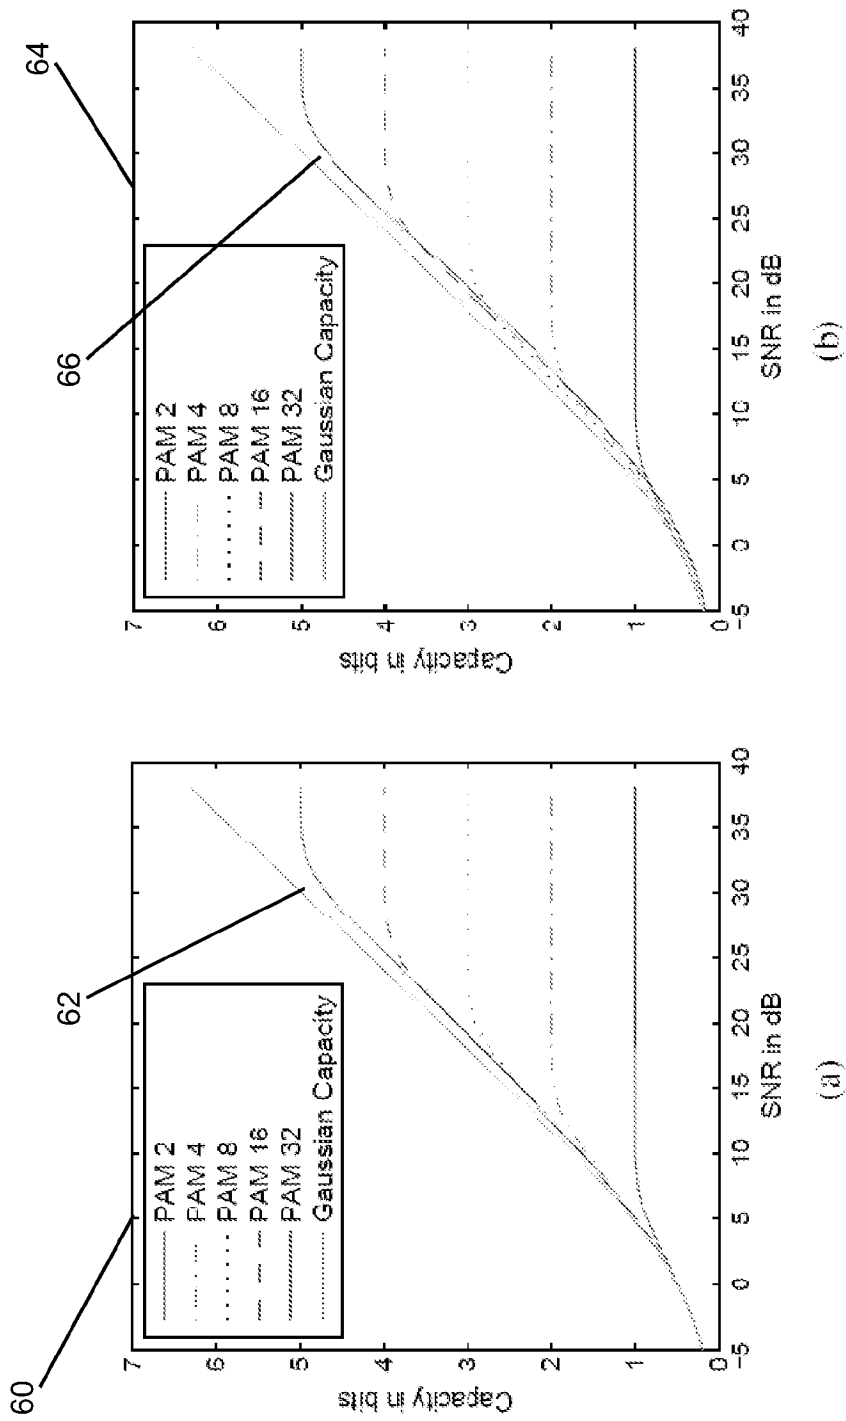 60
62
PAM 2
PAM 4
PAM 8
PAM 16
PAM 32
Gaussian Capacity
7
6
5
4
3
2
1
0
-5
0
5
10
15
20
25
30
35
40
Capacity in bits
SNR in dB
(a)
64
66
PAM 2
PAM 4
PAM 8
PAM 16
PAM 32
Gaussian Capacity
7
6
5
4
3
2
1
0
-5
0
5
10
15
20
25
30
35
40
Capacity in bits
SNR in dB
(b)